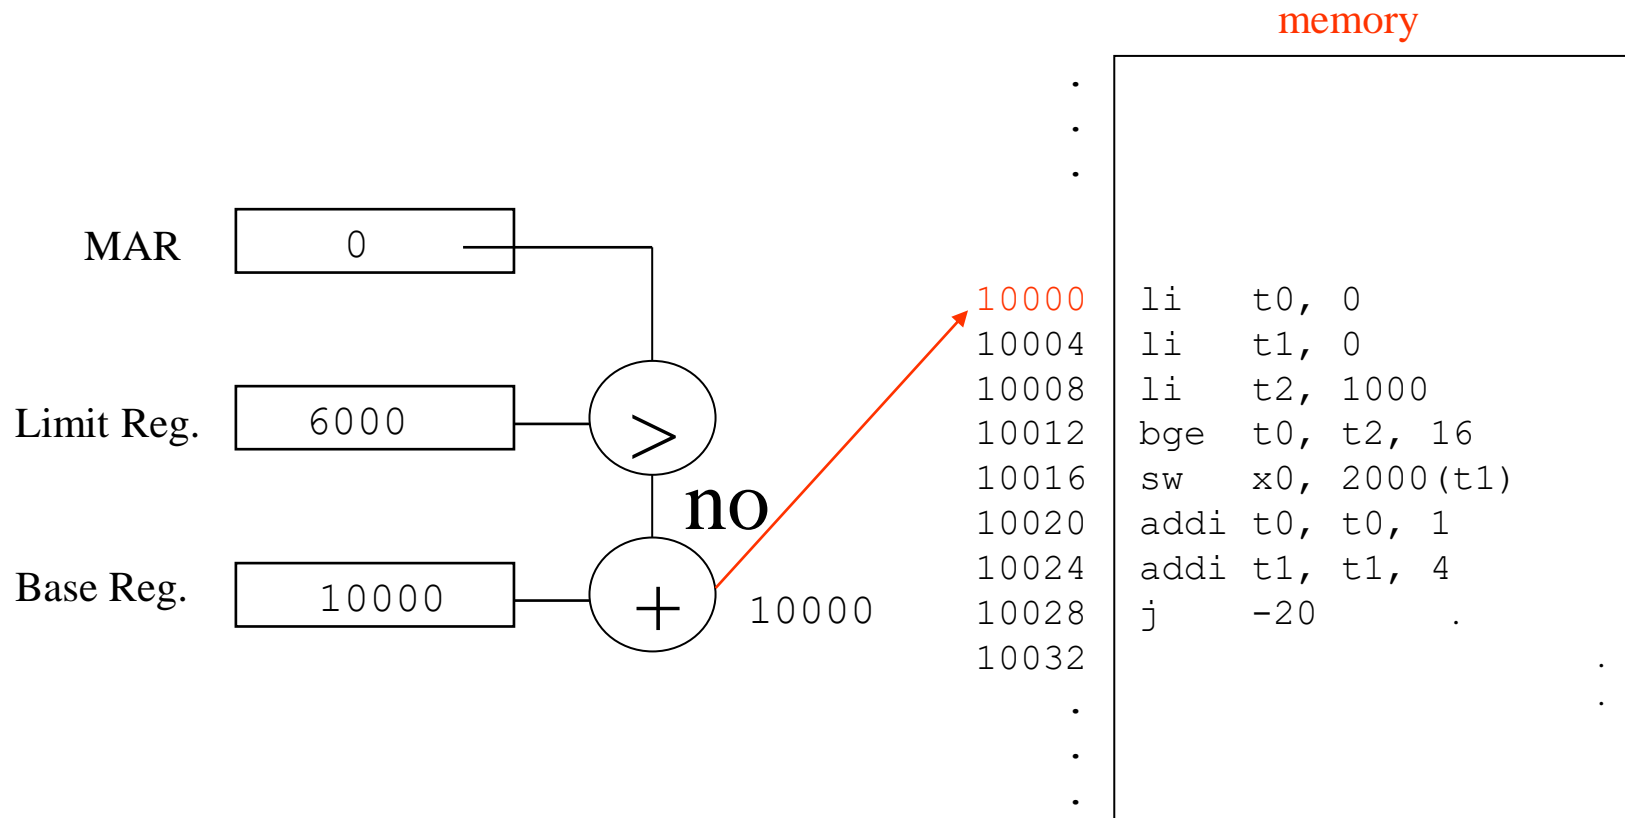 memory
.
.
.
MAR 0
10000 li t0, 0
10004 li t1, 0
10008 li t2, 1000
Limit Reg. 6000 >
10012 bge t0, t2, 16
10016 sw x0, 2000(t1)
no
10020 addi t0, t0, 1
10024 addi t1, t1, 4
Base Reg. 10000 + 10000
10028 j -20 .
10032 .
.
.
.
.